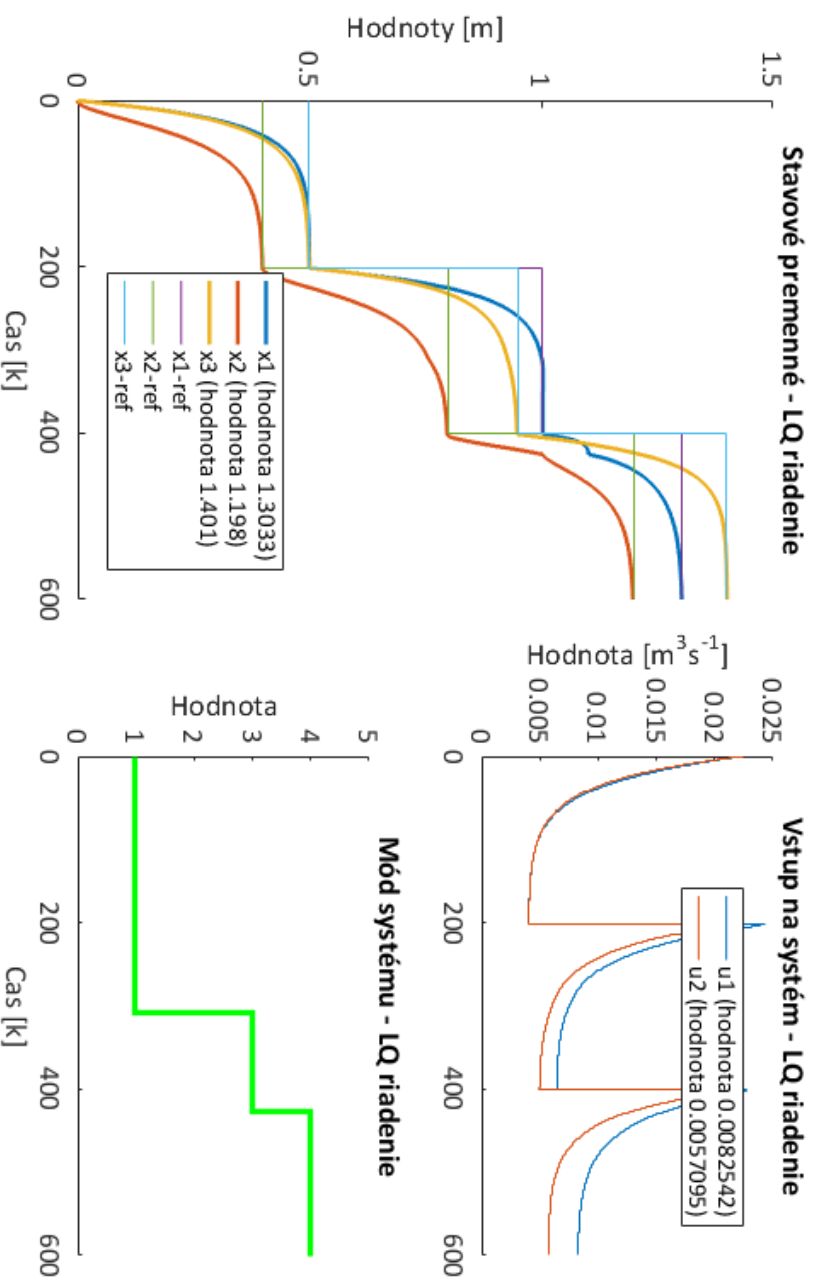 Stavové premenné - LQ riadenie
Hodnoty [m]
1.5
1
0.5
0
0
200
400
600
Cas [k]
x1 (hodnota 1.3033)
x2 (hodnota 1.198)
x3 (hodnota 1.401)
x1-ref
x2-ref
x3-ref
Vstup na systém - LQ riadenie
Hodnota [m³s⁻¹]
0.025
0.02
0.015
0.01
0.005
0
0
200
400
600
u1 (hodnota 0.0082542)
u2 (hodnota 0.0057095)
Mód systému - LQ riadenie
Hodnota
5
4
3
2
1
0
0
200
400
600
Cas [k]